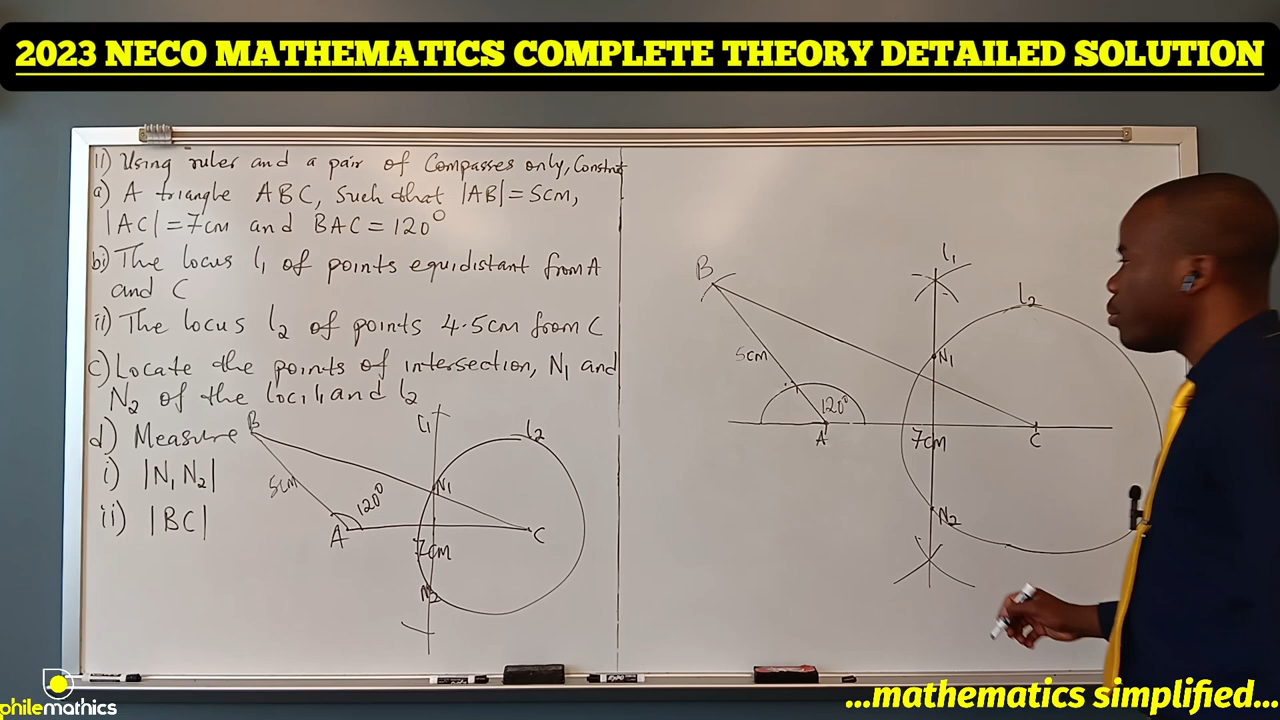 2023 NECO MATHEMATICS COMPLETE THEORY DETAILED SOLUTION
11) Using ruler and a pair of Compasses only, Construct
a) A triangle ABC, Such that |AB|=5cm,
|AC|=7cm and BAC=120°
bi) The locus l₁ of points equidistant from A
and C
ii) The locus l₂ of points 4.5cm from C
c) Locate the points of intersection, N₁ and
N₂ of the loci l₁ and l₂
d) Measure
i) |N₁N₂|
ii) |BC|
B
l₁
l₂
5cm
120°
N₁
A
C
7cm
N₂
B
l₁
l₂
N₁
5cm
120°
A
7cm
C
N₂
philemathics
...mathematics simplified...